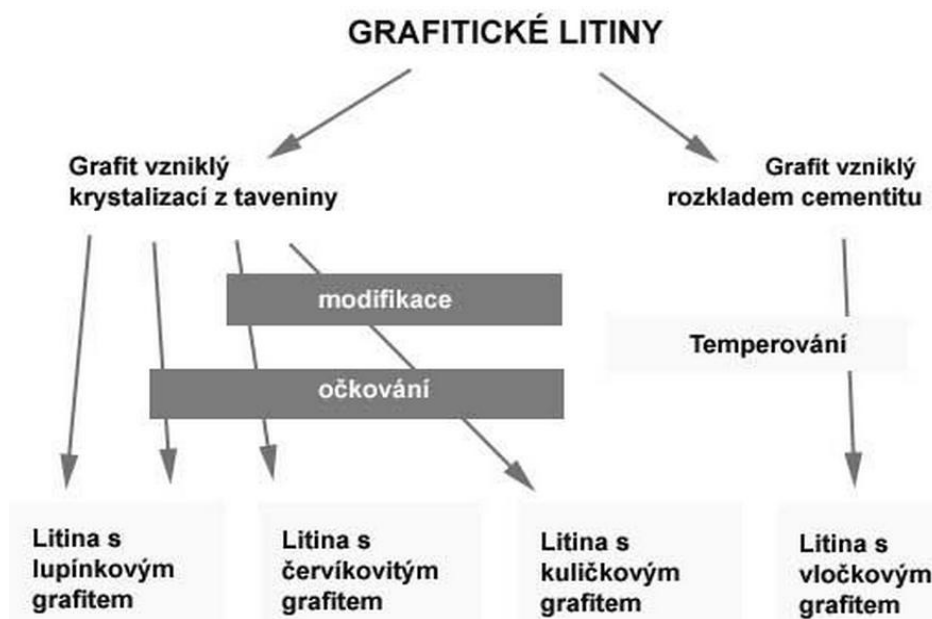 GRAFITICKÉ LITINY
Grafit vzniklý
krystalizací z taveniny
Grafit vzniklý
rozkladem cementitu
modifikace
Temperování
očkování
Litina s
lupínkovým
grafitem
Litina s
červíkovitým
grafitem
Litina s
kuličkovým
grafitem
Litina s
vločkovým
grafitem